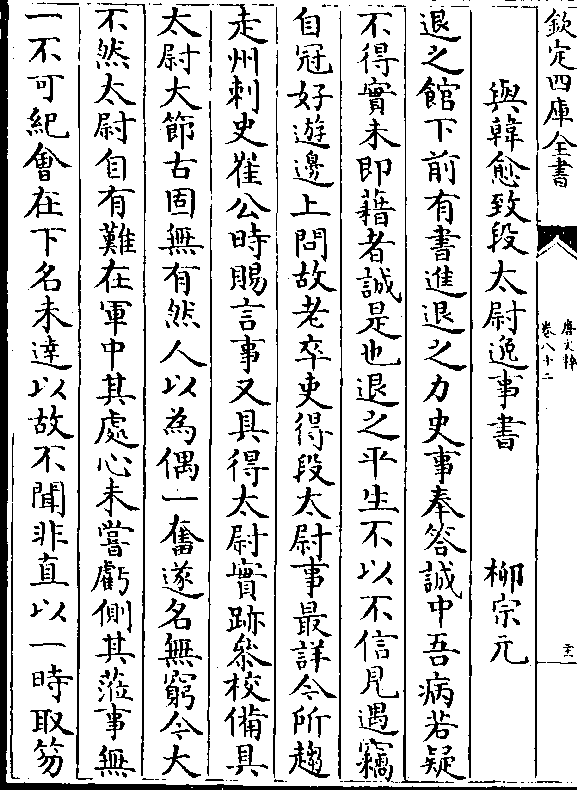 欽定四庫全書
唐文粹
卷八十二
與韓愈致段太尉逸事書　柳宗元
退之館下前有書進退之力史事奉答誠中吾病若疑
不得實未即藉者誠是也退之平生不以不信見遇竊
自冠好遊邊上問故老卒吏得段太尉事最詳今所趨
走州刺史崔公時賜言事又具得太尉實跡叅校備具
太尉大節古固無有然人以為偶一奮遂名無窮今大
不然太尉自有難在軍中其處心未嘗虧側其蒞事無
一不可紀會在下名未達以故不聞非直以一時取笏